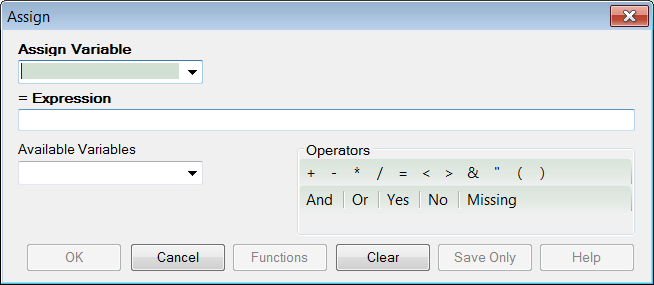 Assign
Assign Variable
= Expression
Available Variables
Operators
+ - * / = < > & " ( )
And Or Yes No Missing
OK Cancel Functions Clear Save Only Help